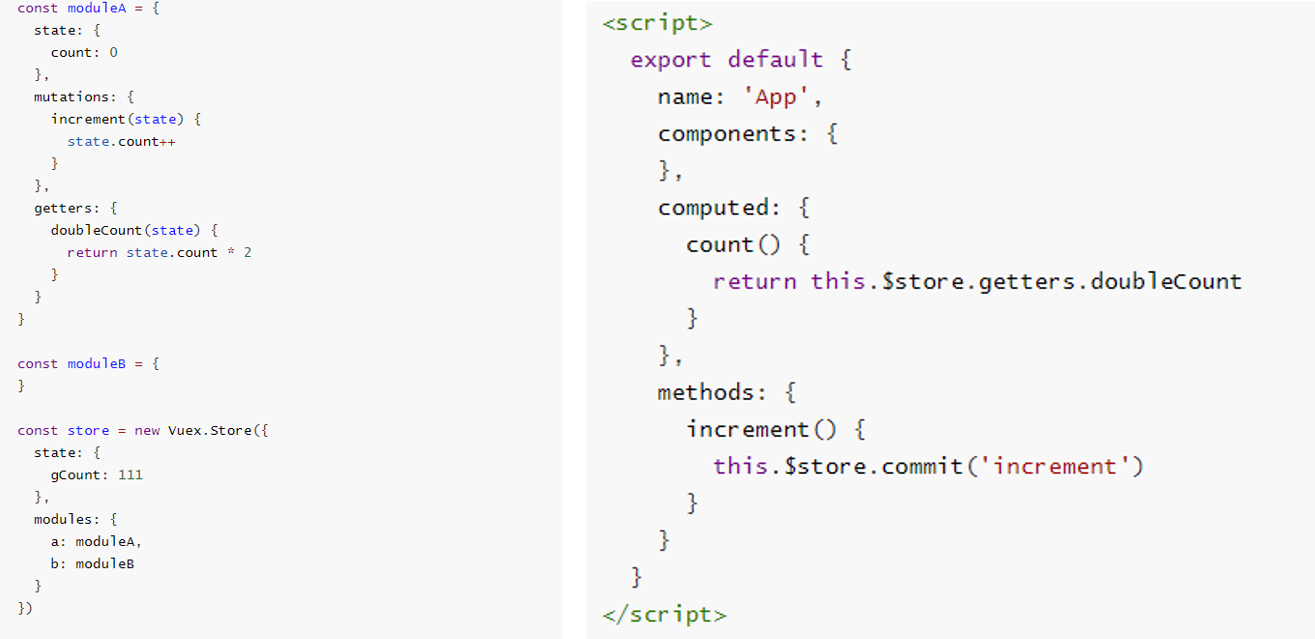 const moduleA = {
  state: {
    count: 0
  },
  mutations: {
    increment(state) {
      state.count++
    }
  },
  getters: {
    doubleCount(state) {
      return state.count * 2
    }
  }
}

const moduleB = {
}

const store = new Vuex.Store({
  state: {
    gCount: 111
  },
  modules: {
    a: moduleA,
    b: moduleB
  }
})
<script>
  export default {
    name: 'App',
    components: {
    },
    computed: {
      count() {
        return this.$store.getters.doubleCount
      }
    },
    methods: {
      increment() {
        this.$store.commit('increment')
      }
    }
  }
</script>